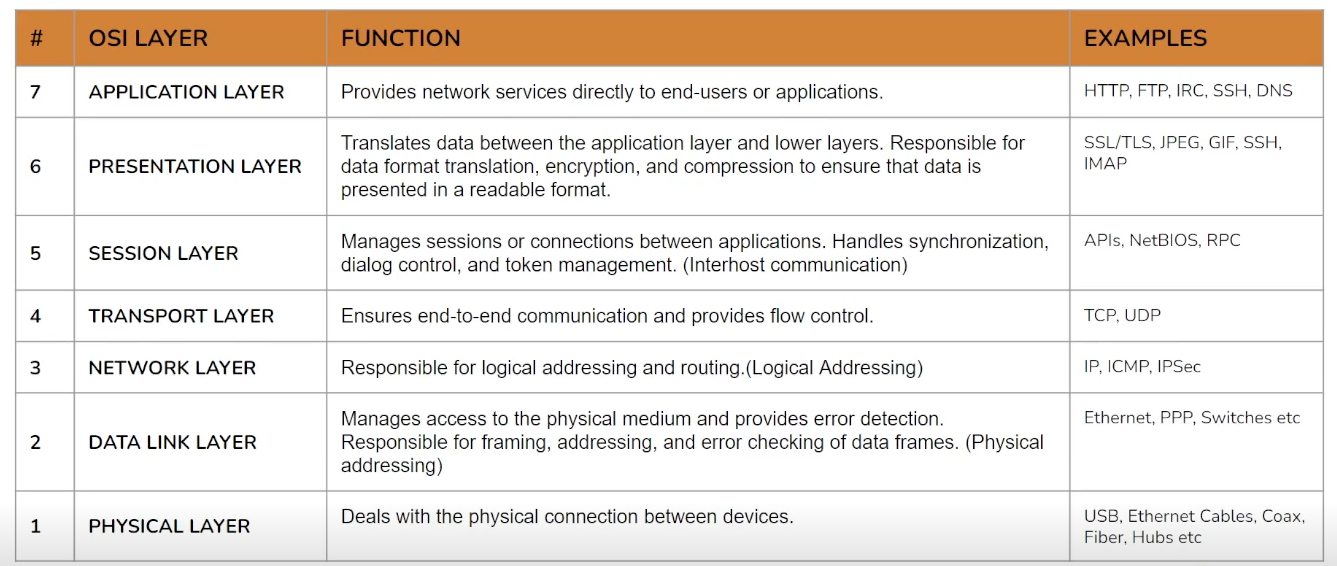 # OSI LAYER FUNCTION EXAMPLES
7 APPLICATION LAYER Provides network services directly to end-users or applications. HTTP, FTP, IRC, SSH, DNS
6 PRESENTATION LAYER
Translates data between the application layer and lower layers. Responsible for
data format translation, encryption, and compression to ensure that data is
presented in a readable format.
SSL/TLS, JPEG, GIF, SSH,
IMAP
5 SESSION LAYER
Manages sessions or connections between applications. Handles synchronization,
dialog control, and token management. (Interhost communication)
APIs, NetBIOS, RPC
4 TRANSPORT LAYER Ensures end-to-end communication and provides flow control. TCP, UDP
3 NETWORK LAYER Responsible for logical addressing and routing.(Logical Addressing) IP, ICMP, IPSec
2 DATA LINK LAYER
Manages access to the physical medium and provides error detection.
Responsible for framing, addressing, and error checking of data frames. (Physical
addressing)
Ethernet, PPP, Switches etc
1 PHYSICAL LAYER
Deals with the physical connection between devices.
USB, Ethernet Cables, Coax,
Fiber, Hubs etc